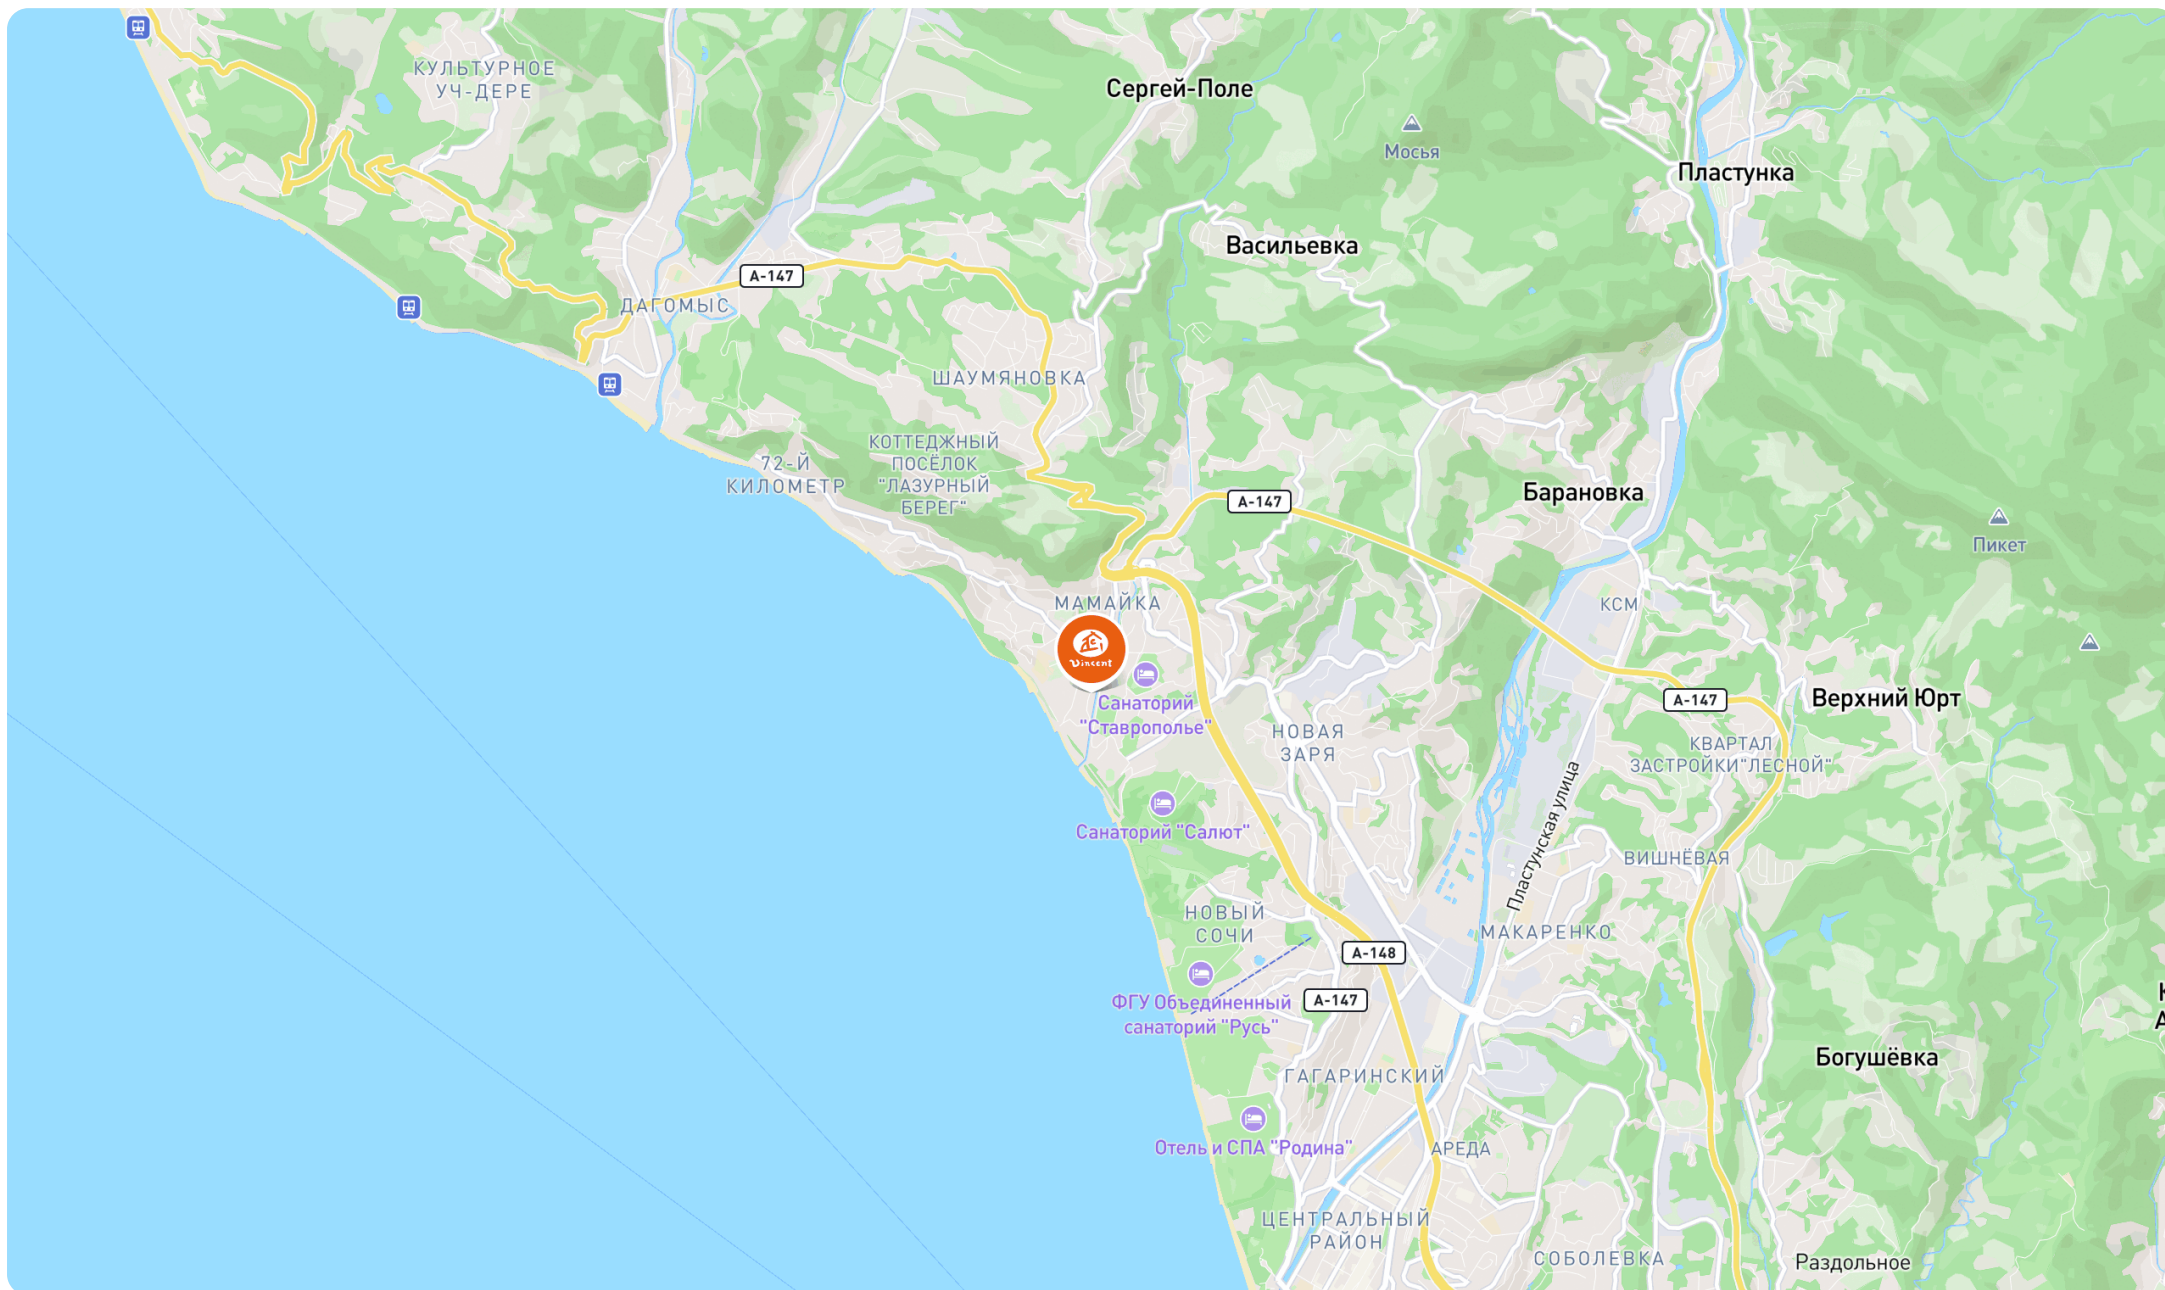 КУЛЬТУРНОЕ
УЧ-ДЕРЕ
Сергей-Поле
Мосья
Пластунка
Васильевка
А-147
ДАГОМЫС
ШАУМЯНОВКА
КОТТЕДЖНЫЙ
ПОСЁЛОК
"ЛАЗУРНЫЙ
БЕРЕГ"
72-Й
КИЛОМЕТР
А-147
Барановка
Пикет
МАМАЙКА
КСМ
Vincent
Санаторий
"Ставрополье"
А-147
Верхний Юрт
НОВАЯ
ЗАРЯ
КВАРТАЛ
ЗАСТРОЙКИ"ЛЕСНОЙ"
Пластунская улица
Санаторий "Салют"
ВИШНЁВАЯ
НОВЫЙ
СОЧИ
МАКАРЕНКО
А-148
ФГУ Объединенный
санаторий "Русь"
А-147
Богушёвка
ГАГАРИНСКИЙ
Отель и СПА "Родина"
АРЕДА
ЦЕНТРАЛЬНЫЙ
РАЙОН
СОБОЛЕВКА
Раздольное